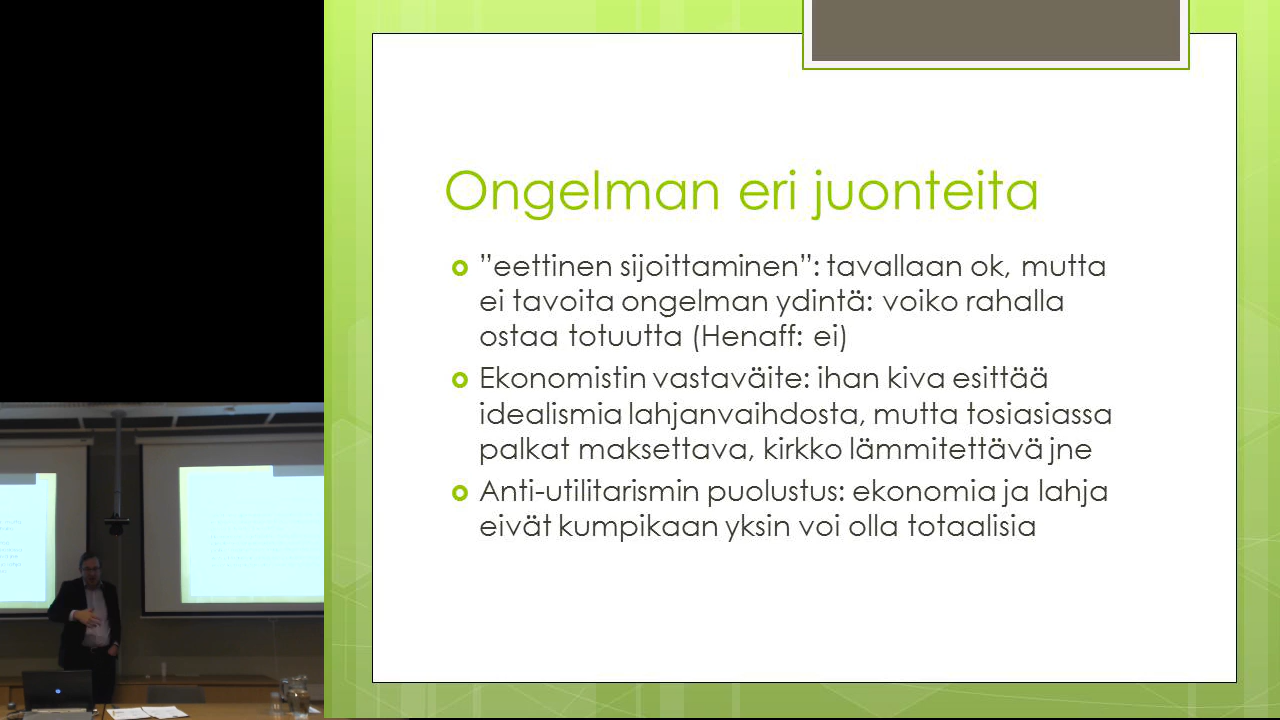 Ongelman eri juonteita
”eettinen sijoittaminen”: tavallaan ok, mutta
ei tavoita ongelman ydintä: voiko rahalla
ostaa totuutta (Henaff: ei)
Ekonomistin vastaväite: ihan kiva esittää
idealismia lahjanvaihdosta, mutta tosiasiassa
palkat maksettava, kirkko lämmitettävä jne
Anti-utilitarismin puolustus: ekonomia ja lahja
eivät kumpikaan yksin voi olla totaalisia